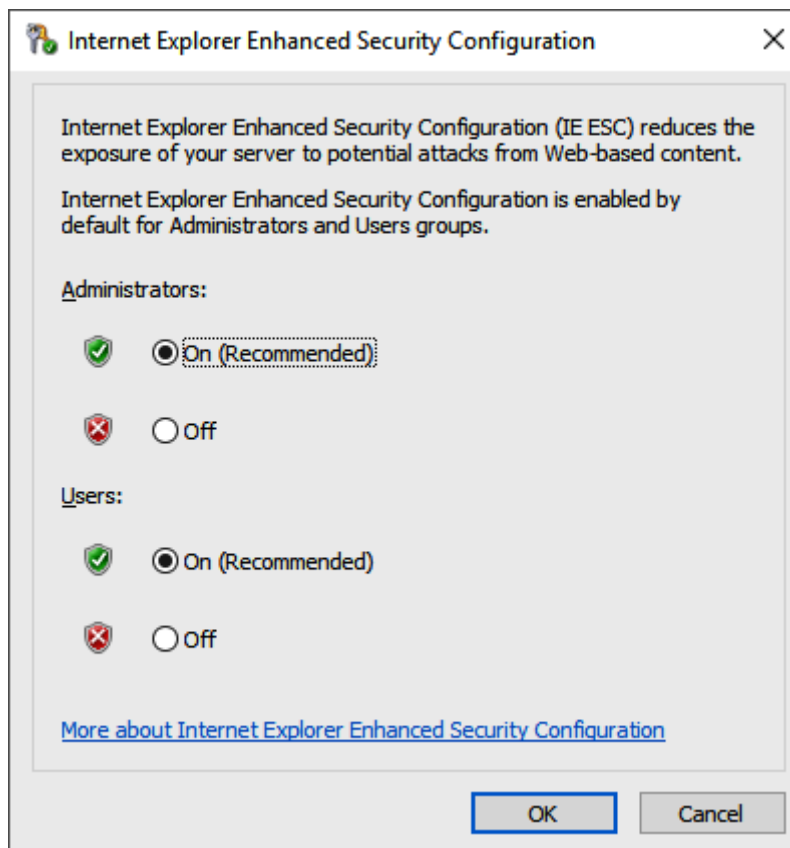 Internet Explorer Enhanced Security Configuration
Internet Explorer Enhanced Security Configuration (IE ESC) reduces the
exposure of your server to potential attacks from Web-based content.
Internet Explorer Enhanced Security Configuration is enabled by
default for Administrators and Users groups.
Administrators:
On (Recommended)
Off
Users:
On (Recommended)
Off
More about Internet Explorer Enhanced Security Configuration
OK
Cancel